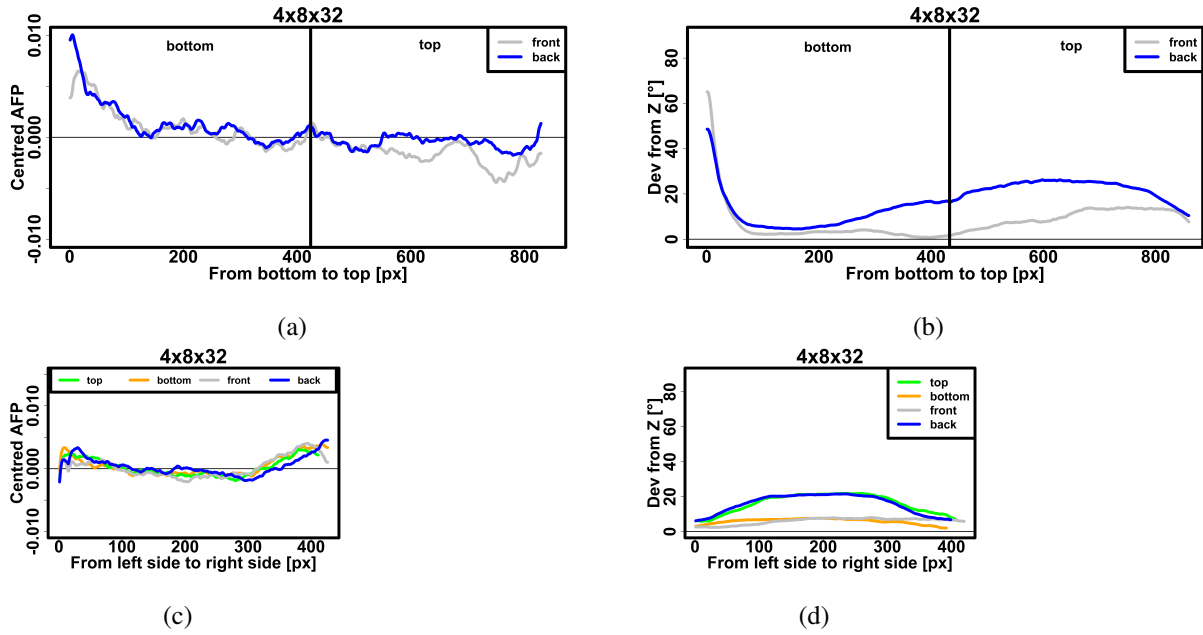 4x8x32
0.010
0.000
-0.010
Centred AFP
bottom
top
front
back
0
200
400
600
800
From bottom to top [px]
(a)
4x8x32
80
60
40
20
0
Dev from Z [°]
bottom
top
front
back
0
200
400
600
800
From bottom to top [px]
(b)
4x8x32
0.010
0.000
-0.010
Centred AFP
top bottom front back
0
100
200
300
400
From left side to right side [px]
(c)
4x8x32
80
60
40
20
0
Dev from Z [°]
top
bottom
front
back
0
100
200
300
400
From left side to right side [px]
(d)